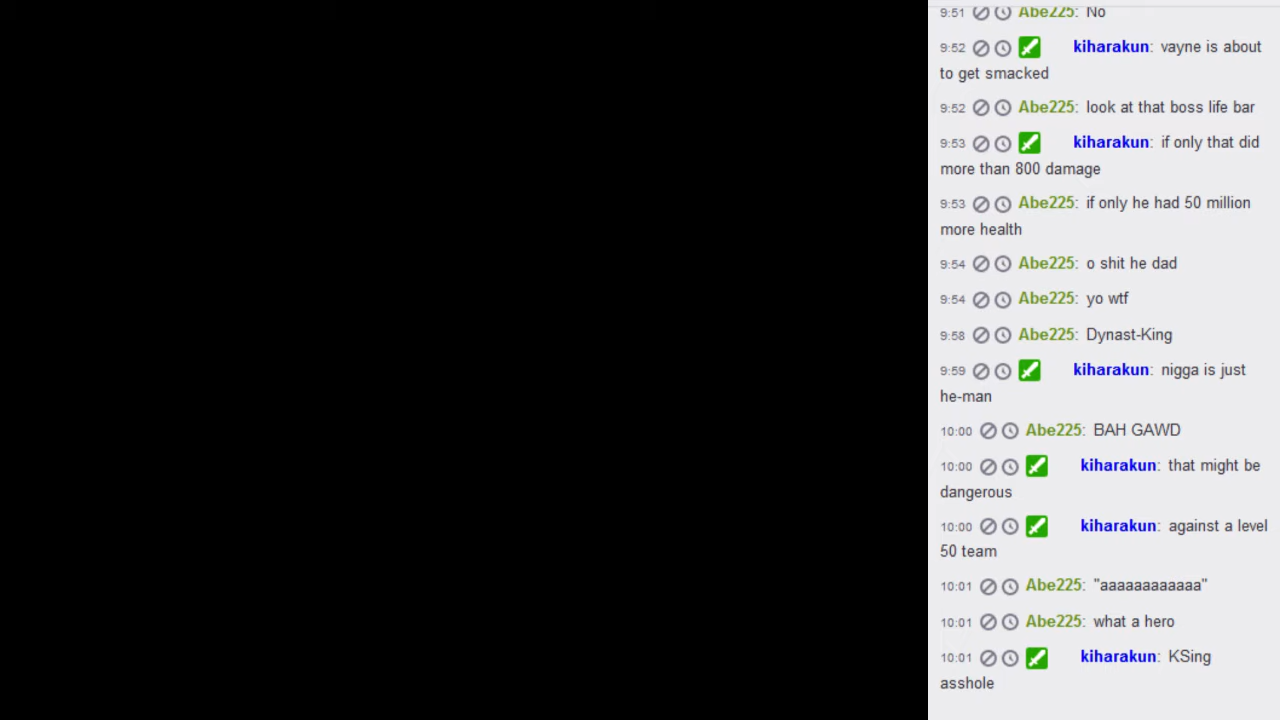 9:51 Abe225: No
9:52 kiharakun: vayne is about
to get smacked
9:52 Abe225: look at that boss life bar
9:53 kiharakun: if only that did
more than 800 damage
9:53 Abe225: if only he had 50 million
more health
9:54 Abe225: o shit he dad
9:54 Abe225: yo wtf
9:58 Abe225: Dynast-King
9:59 kiharakun: nigga is just
he-man
10:00 Abe225: BAH GAWD
10:00 kiharakun: that might be
dangerous
10:00 kiharakun: against a level
50 team
10:01 Abe225: "aaaaaaaaaaaa"
10:01 Abe225: what a hero
10:01 kiharakun: KSing
asshole